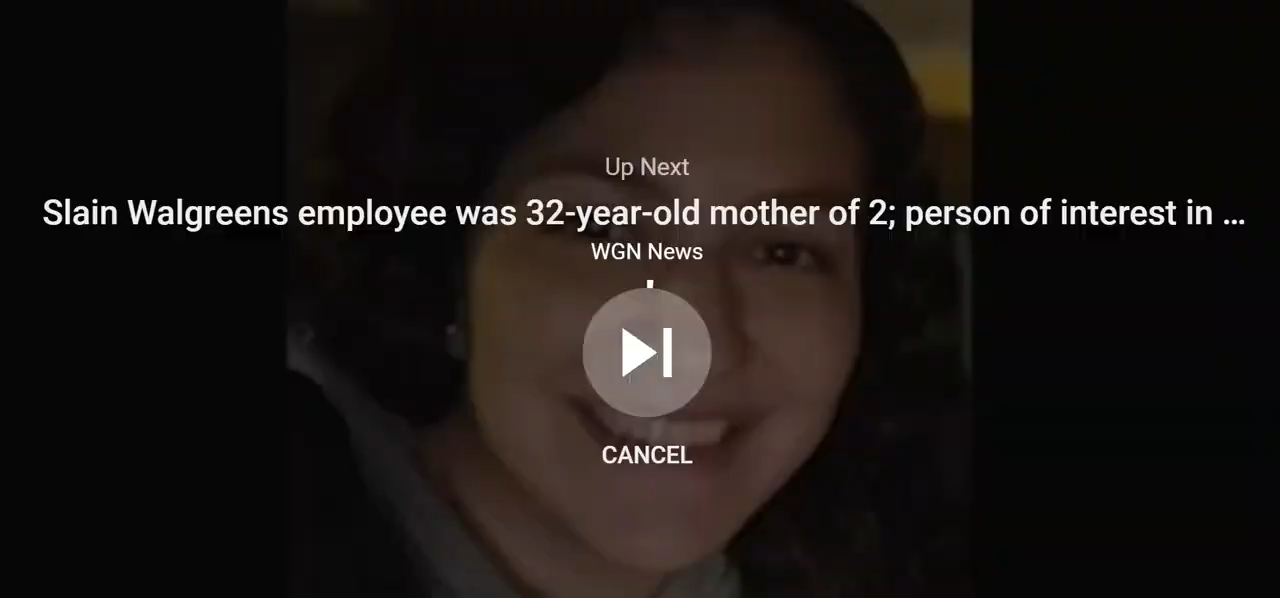 Up Next
Slain Walgreens employee was 32-year-old mother of 2; person of interest in ...
WGN News
CANCEL